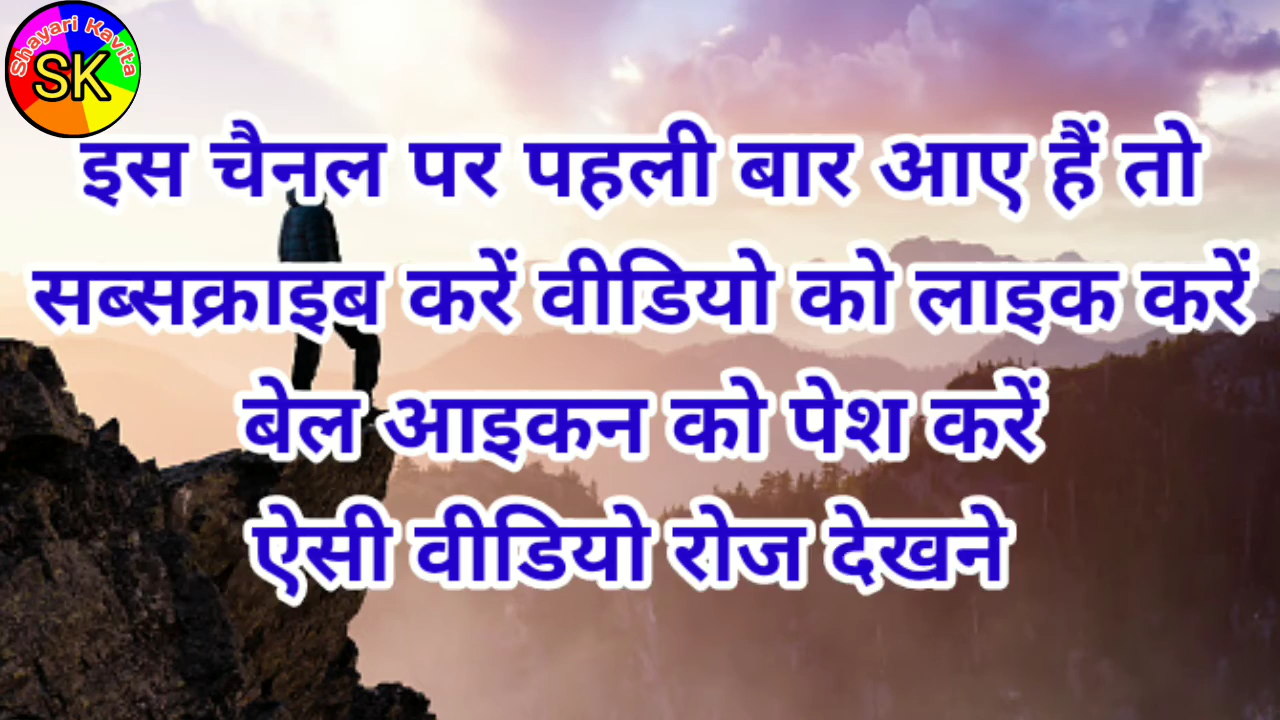 Shayari Kavita
SK
इस चैनल पर पहली बार आए हैं तो
सब्सक्राइब करें वीडियो को लाइक करें
बेल आइकन को पेश करें
ऐसी वीडियो रोज देखने